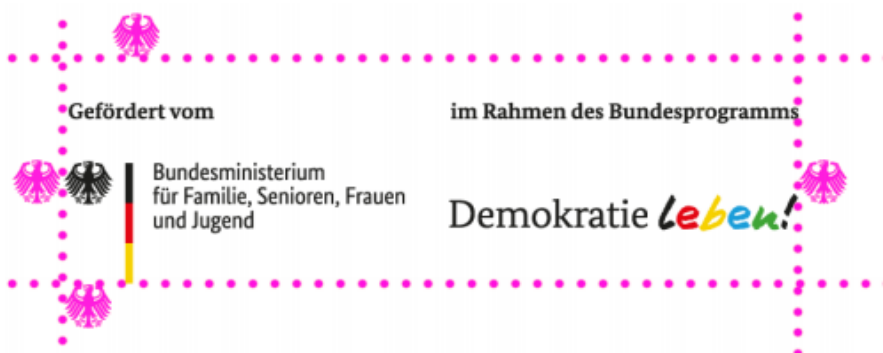 Gefördert vom
im Rahmen des Bundesprogramms
Bundesministerium
für Familie, Senioren, Frauen
und Jugend
Demokratie leben!